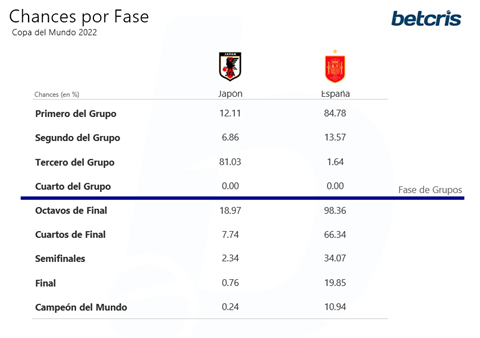 Chances por Fase
Copa del Mundo 2022
betcris
JAPAN
Chances (en %) Japón España
Primero del Grupo 12.11 84.78
Segundo del Grupo 6.86 13.57
Tercero del Grupo 81.03 1.64
Cuarto del Grupo 0.00 0.00
Fase de Grupos
Octavos de Final 18.97 98.36
Cuartos de Final 7.74 66.34
Semifinales 2.34 34.07
Final 0.76 19.85
Campeón del Mundo 0.24 10.94